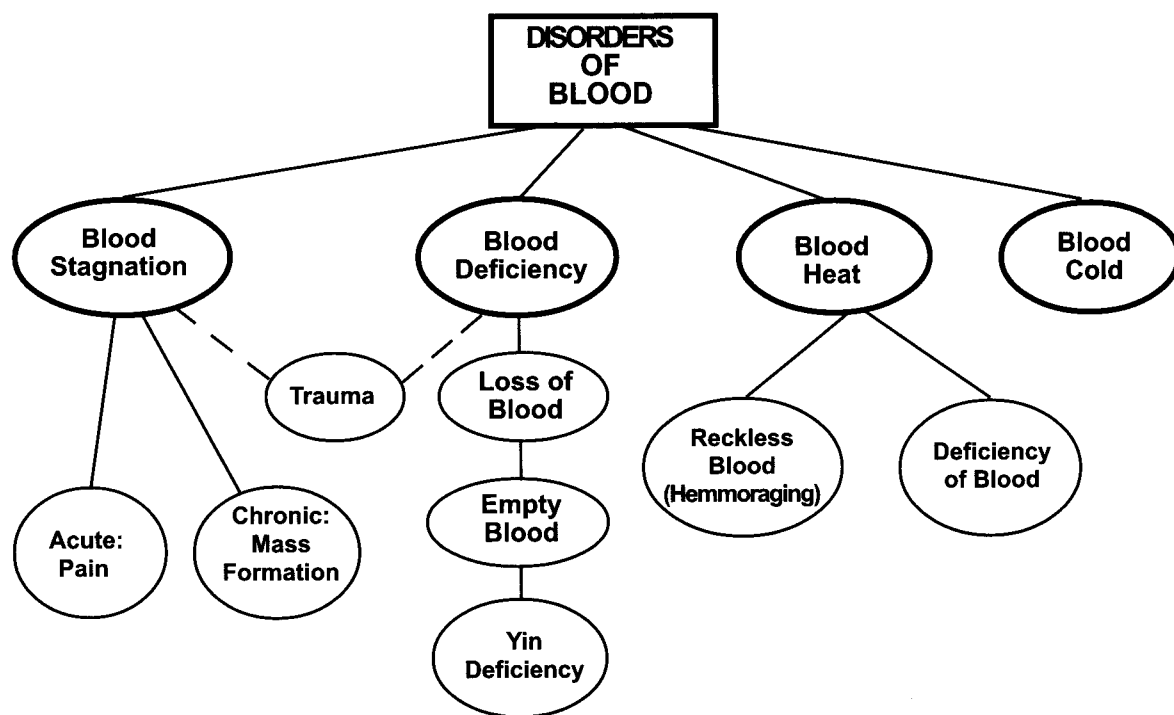 DISORDERS
OF
BLOOD
Blood
Stagnation
Blood
Deficiency
Blood
Heat
Blood
Cold
Trauma
Loss of
Blood
Reckless
Blood
(Hemmoraging)
Deficiency
of Blood
Empty
Blood
Acute:
Pain
Chronic:
Mass
Formation
Yin
Deficiency